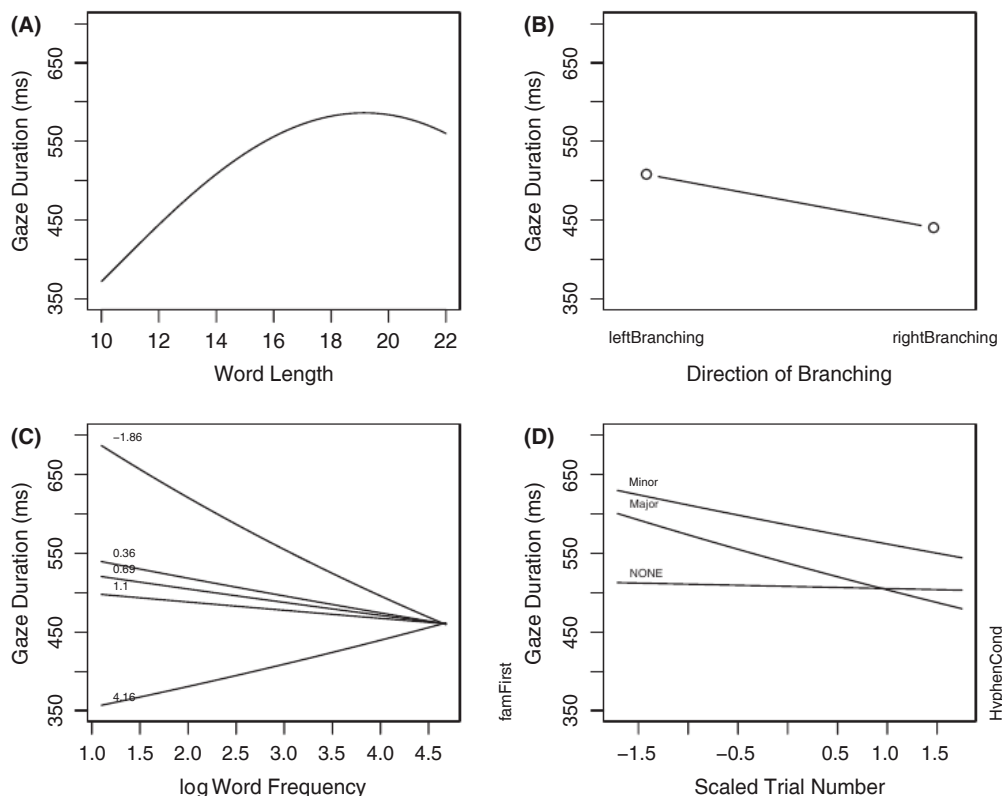 (A)
Gaze Duration (ms)
650
550
450
350
10 12 14 16 18 20 22
Word Length
(B)
Gaze Duration (ms)
650
550
450
350
leftBranching rightBranching
Direction of Branching
(C)
Gaze Duration (ms)
650
550
450
350
−1.86
0.36
0.69
1.1
4.16
1.0 1.5 2.0 2.5 3.0 3.5 4.0 4.5
log Word Frequency
famFirst
(D)
Gaze Duration (ms)
650
550
450
350
Minor
Major
NONE
−1.5 −0.5 0.5 1.0 1.5
Scaled Trial Number
HyphenCond